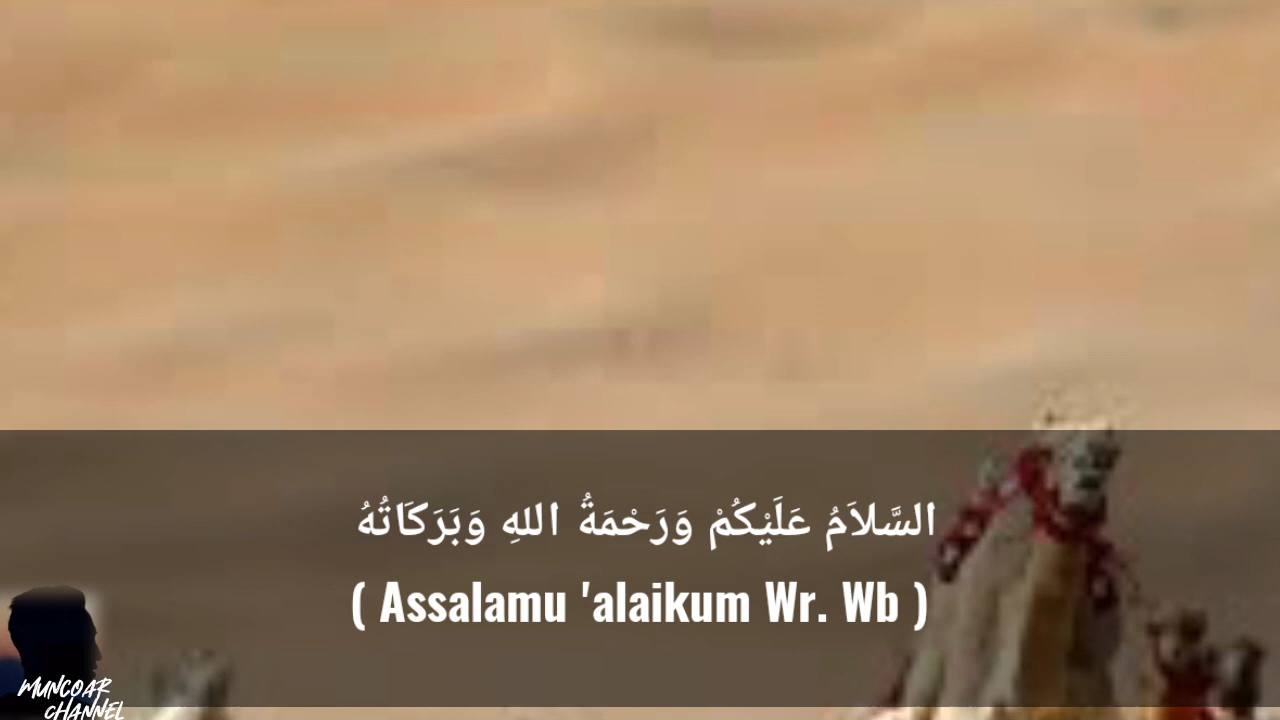 السَّلاَمُ عَلَيْكُمْ وَرَحْمَةُ اللهِ وَبَرَكَاتُهُ
( Assalamu 'alaikum Wr. Wb )
MUNCOAR
CHANNEL